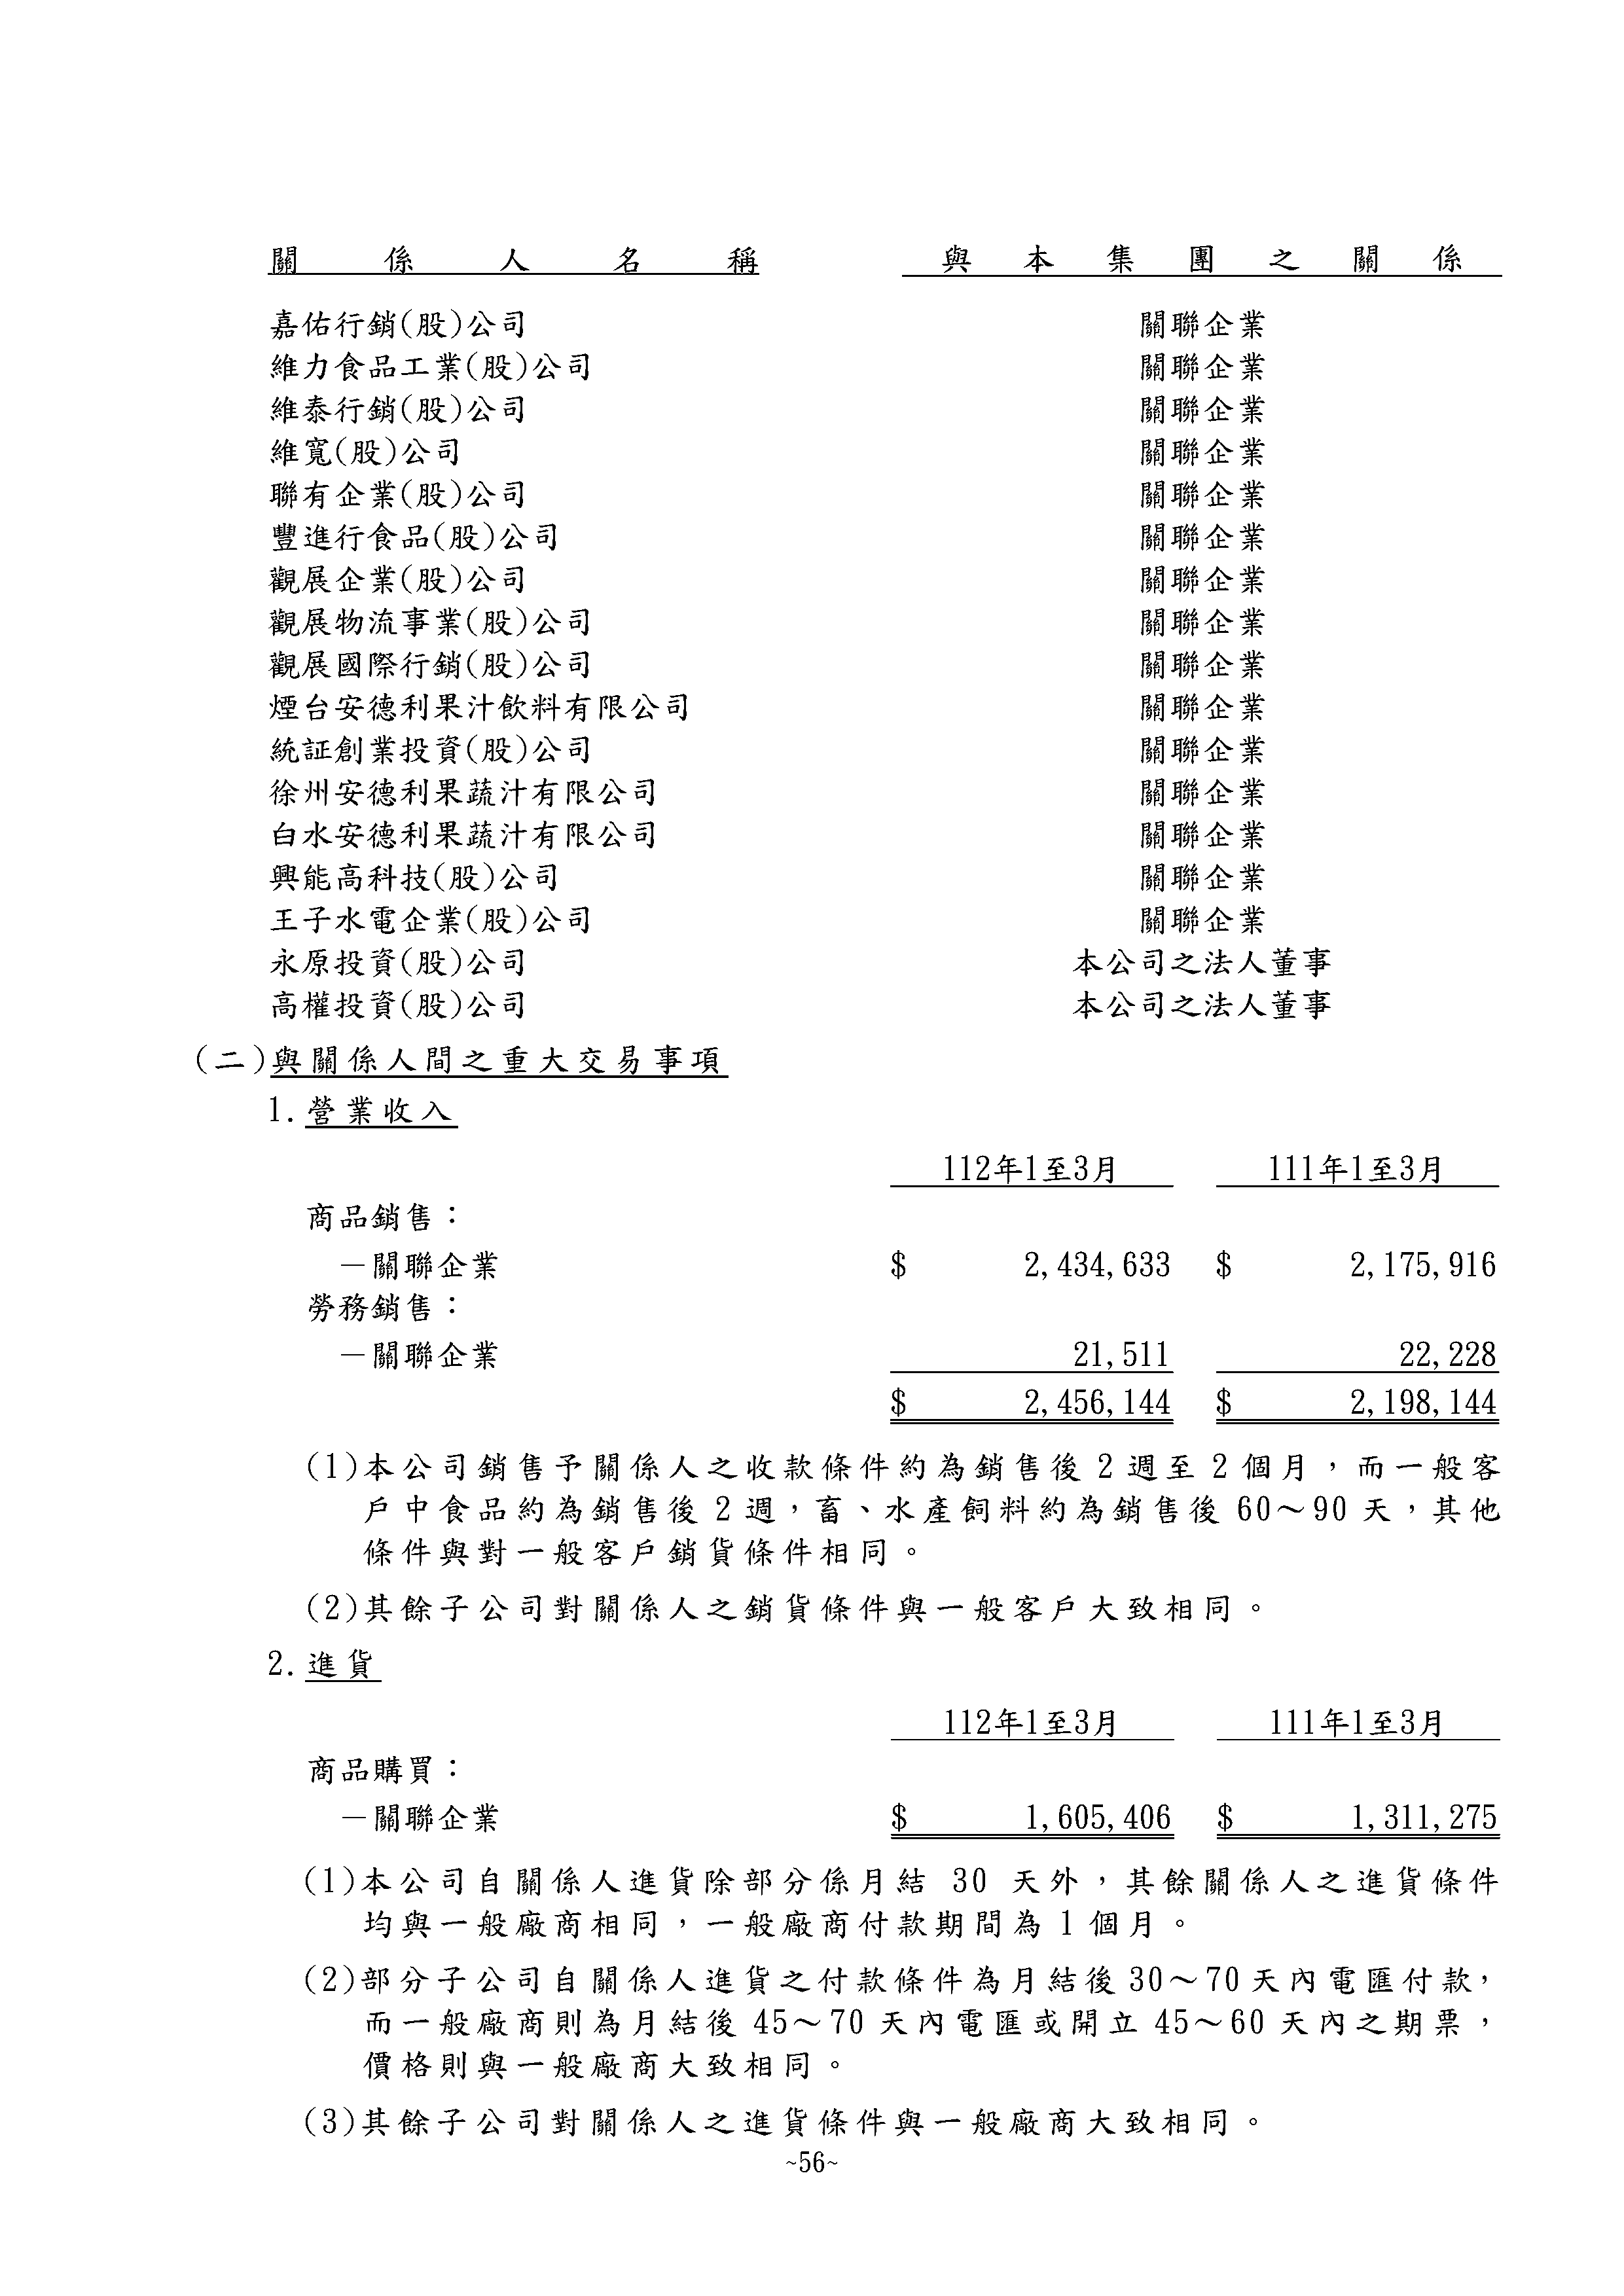 關係人名稱 與本集團之關係
嘉佑行銷(股)公司 關聯企業
維力食品工業(股)公司 關聯企業
維泰行銷(股)公司 關聯企業
維寬(股)公司 關聯企業
聯有企業(股)公司 關聯企業
豐進行食品(股)公司 關聯企業
觀展企業(股)公司 關聯企業
觀展物流事業(股)公司 關聯企業
觀展國際行銷(股)公司 關聯企業
煙台安德利果汁飲料有限公司 關聯企業
統証創業投資(股)公司 關聯企業
徐州安德利果蔬汁有限公司 關聯企業
白水安德利果蔬汁有限公司 關聯企業
興能高科技(股)公司 關聯企業
王子水電企業(股)公司 關聯企業
永原投資(股)公司 本公司之法人董事
高權投資(股)公司 本公司之法人董事
(二)與關係人間之重大交易事項
1.營業收入
112年1至3月 111年1至3月
商品銷售：
－關聯企業 $ 2,434,633 $ 2,175,916
勞務銷售：
－關聯企業 21,511 22,228
$ 2,456,144 $ 2,198,144
(1)本公司銷售予關係人之收款條件約為銷售後 2 週至 2 個月，而一般客
戶中食品約為銷售後 2 週，畜、水產飼料約為銷售後 60～90 天，其他
條件與對一般客戶銷貨條件相同。
(2)其餘子公司對關係人之銷貨條件與一般客戶大致相同。
2.進貨
112年1至3月 111年1至3月
商品購買：
－關聯企業 $ 1,605,406 $ 1,311,275
(1)本公司自關係人進貨除部分係月結 30 天外，其餘關係人之進貨條件
均與一般廠商相同，一般廠商付款期間為 1 個月。
(2)部分子公司自關係人進貨之付款條件為月結後 30～70 天內電匯付款，
而一般廠商則為月結後 45～70 天內電匯或開立 45～60 天內之期票，
價格則與一般廠商大致相同。
(3)其餘子公司對關係人之進貨條件與一般廠商大致相同。
~56~